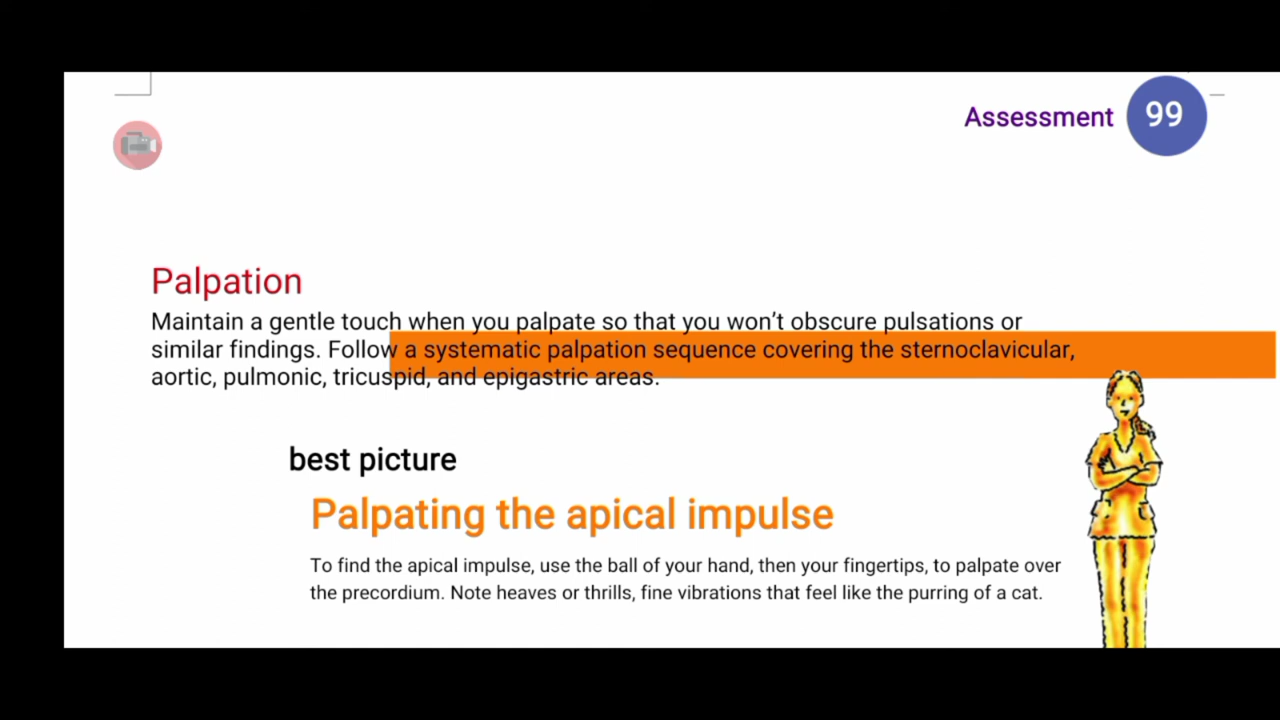 Assessment 99
Palpation
Maintain a gentle touch when you palpate so that you won’t obscure pulsations or
similar findings. Follow a systematic palpation sequence covering the sternoclavicular,
aortic, pulmonic, tricuspid, and epigastric areas.
best picture
Palpating the apical impulse
To find the apical impulse, use the ball of your hand, then your fingertips, to palpate over
the precordium. Note heaves or thrills, fine vibrations that feel like the purring of a cat.